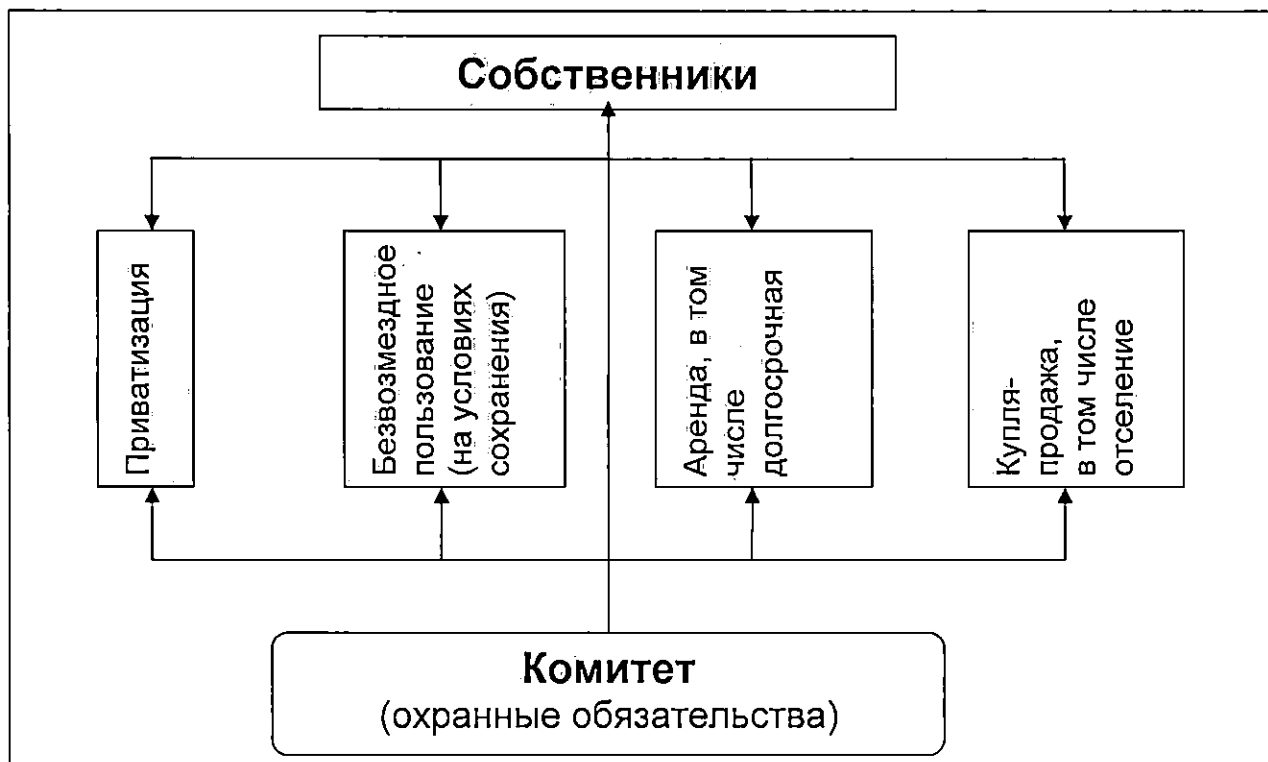 Собственники
Приватизация
Безвозмездное
пользование
(на условиях
сохранения)
Аренда, в том
числе
долгосрочная
Купля-
продажа,
в том числе
отселение
Комитет
(охранные обязательства)